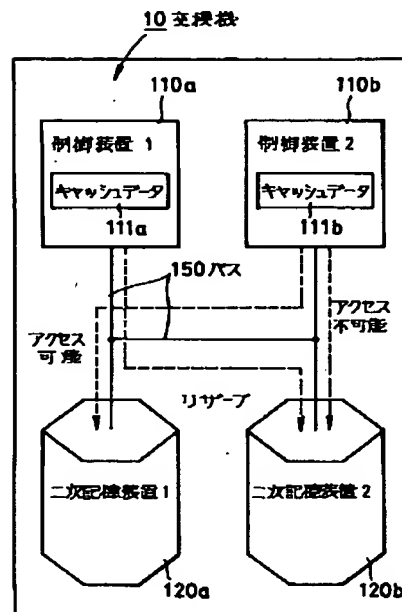 10 交換機
110a
110b
制御装置 1
制御装置 2
キャッシュデータ
キャッシュデータ
111a
111b
150 バス
アクセス
可能
アクセス
不可能
リザーブ
二次記憶装置 1
二次記憶装置 2
120a
120b